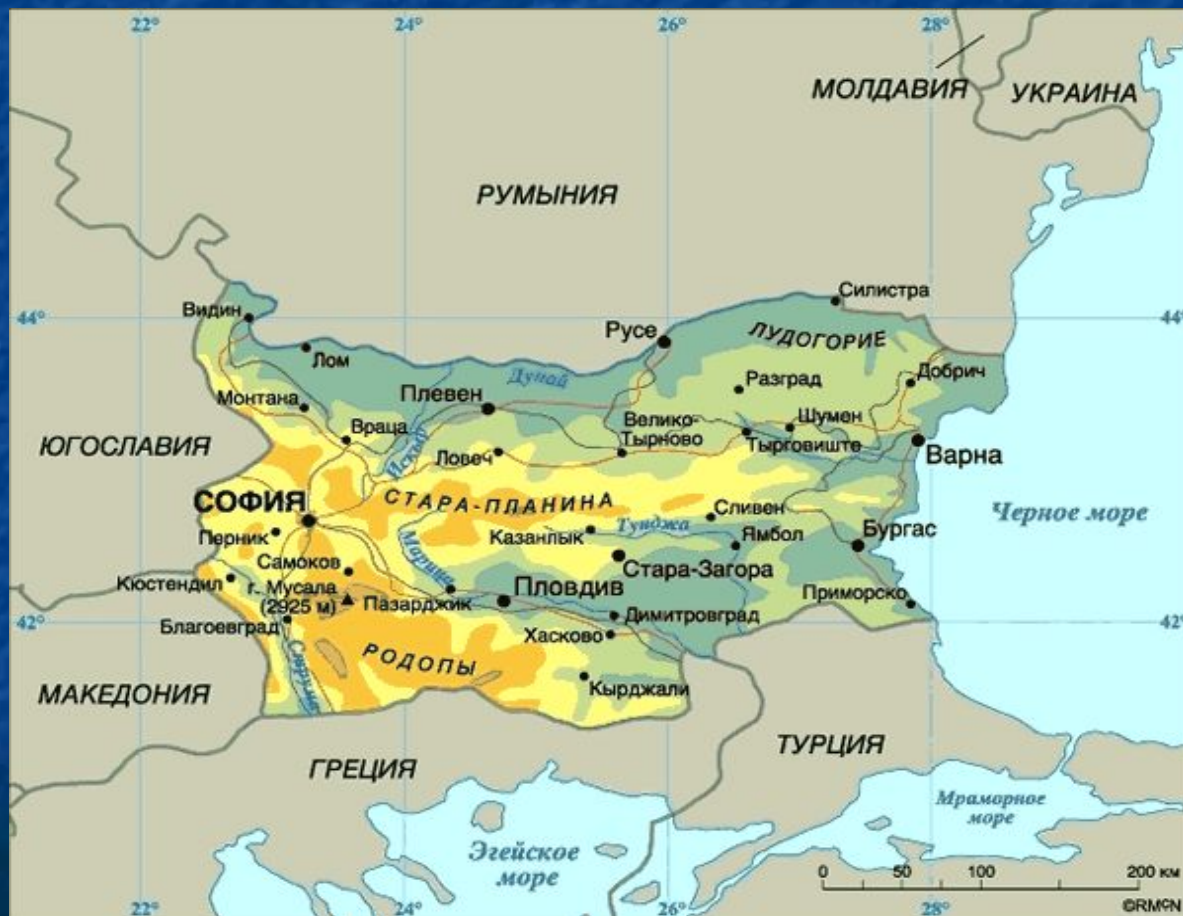 22°
24°
26°
28°
МОЛДАВИЯ
УКРАИНА
РУМЫНИЯ
Силистра
Видин
44°
44°
Русе
ЛУДОГОРИЕ
Лом
Дунай
Разград
Добрич
Монтана
Плевен
Велико-
Тырново
Шумен
Враца
Тырговиште
ЮГОСЛАВИЯ
Искыр
Ловеч
Варна
СОФИЯ
СТАРА-ПЛАНИНА
Сливен
Черное море
Перник
Казанлык
Тунджа
Ямбол
Бургас
Самоков
Марица
Стара-Загора
Кюстендил
г. Мусала
(2925 м)
Пазарджик
Пловдив
Приморско
Димитровград
42°
Благоевград
Хасково
РОДОПЫ
Струма
Кырджали
МАКЕДОНИЯ
ГРЕЦИЯ
ТУРЦИЯ
Мраморное
море
Эгейское
море
0 50 100 200 км
22°
24°
26°
28°
©RMcN